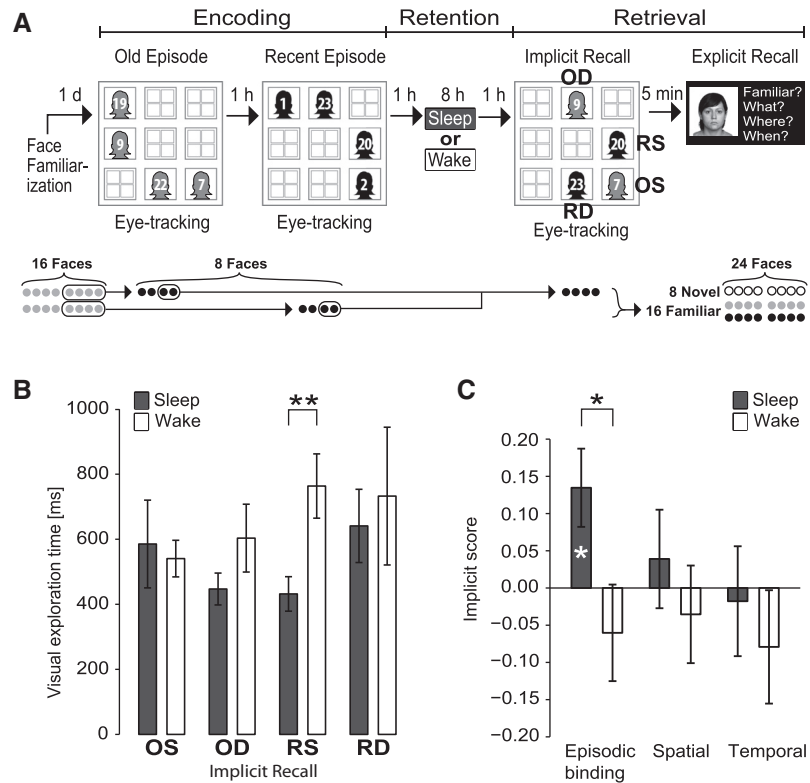 A
Encoding
Retention
Retrieval
Old Episode
Recent Episode
Implicit Recall
Explicit Recall
1 d
Face
Familiar-
ization
19
9
22
7
Eye-tracking
1 h
1
23
20
2
Eye-tracking
1 h
8 h
Sleep
or
Wake
1 h
OD
9
20
RS
23
7
OS
RD
Eye-tracking
5 min
Familiar?
What?
Where?
When?
16 Faces
8 Faces
24 Faces
8 Novel
16 Familiar
B
Sleep
Wake
**
Visual exploration time [ms]
1000
800
600
400
200
0
OS
OD
RS
RD
Implicit Recall
C
Sleep
Wake
*
*
Implicit score
0.20
0.15
0.10
0.05
0.00
−0.05
−0.10
−0.15
−0.20
Episodic
binding
Spatial
Temporal